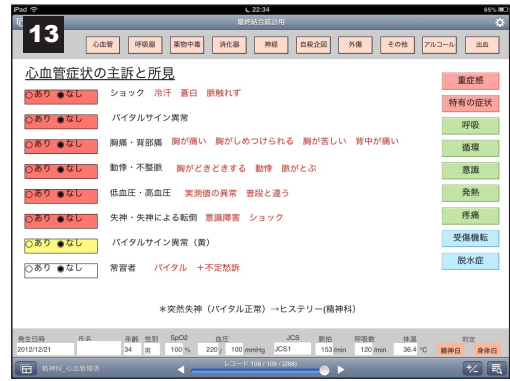 iPad 22:34 65%
最終結合統計用
13
心血管 呼吸器 薬物中毒 消化器 神経 自殺企図 外傷 その他 アルコール 出血
心血管症状の主訴と所見
○あり ●なし ショック 冷汗 蒼白 脈触れず
○あり ●なし バイタルサイン異常
○あり ●なし 胸痛・背部痛 胸が痛い 胸がしめつけられる 胸が苦しい 背中が痛い
○あり ●なし 動悸・不整脈 胸がどきどきする 動悸 脈がとぶ
○あり ●なし 低血圧・高血圧 実測値の異常 普段と違う
○あり ●なし 失神・失神による転倒 意識障害 ショック
○あり ●なし バイタルサイン異常（黄）
○あり ●なし 常習者 バイタル ＋不定愁訴
＊突然失神（バイタル正常）→ヒステリー(精神科)
重症感
特有の症状
呼吸
循環
意識
発熱
疼痛
受傷機転
脱水症
発生日時 氏名 年齢 性別 SpO2 血圧 JCS 脈拍 呼吸数 体温 判定
2012/12/21 34 男 100 % 220 / 100 mmHg JCS1 153 /min 120 /min 36.4 °C 精神白 身体白
精神科_心血管障害 レコード 108 / 109 / (288)